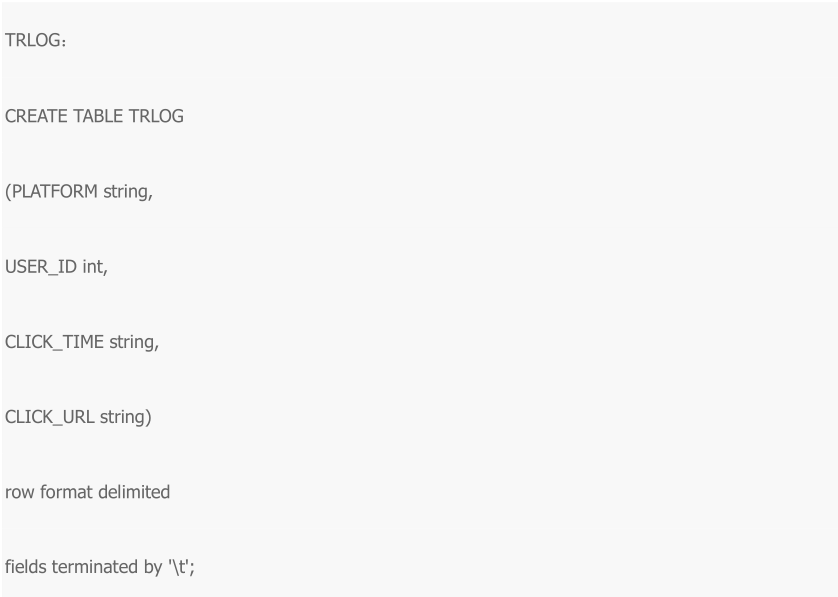 TRLOG：
CREATE TABLE TRLOG
(PLATFORM string,
USER_ID int,
CLICK_TIME string,
CLICK_URL string)
row format delimited
fields terminated by '\t';